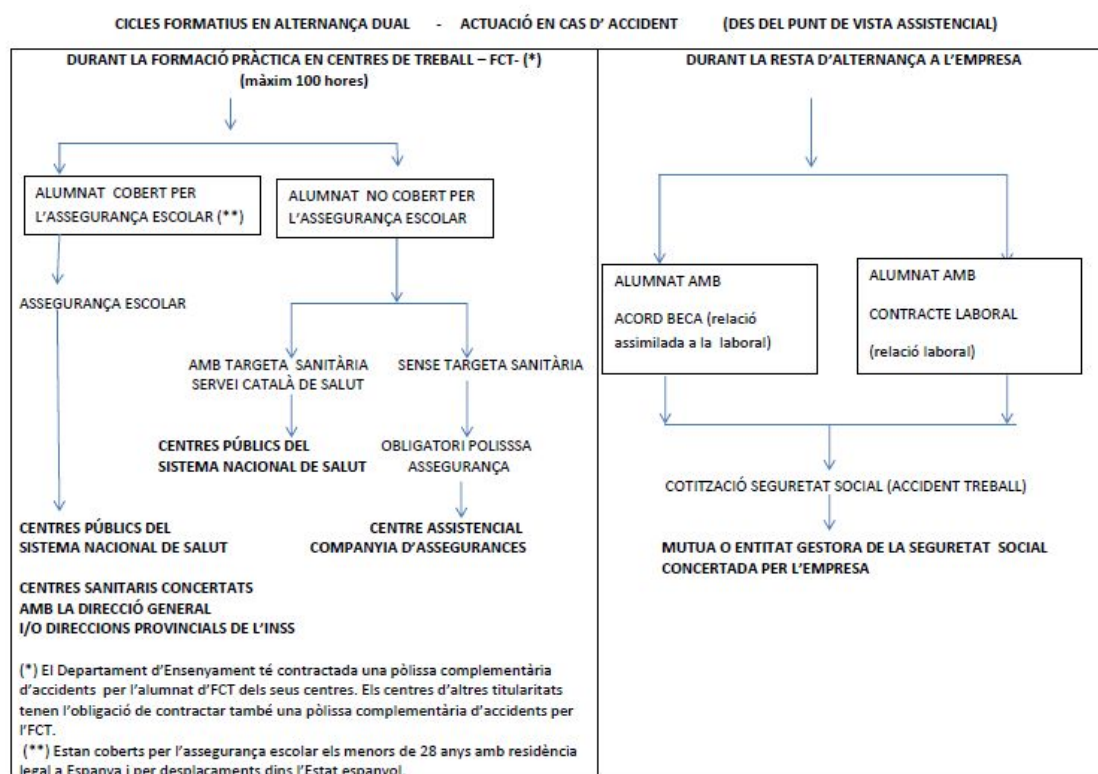 CICLES FORMATIUS EN ALTERNANÇA DUAL - ACTUACIÓ EN CAS D' ACCIDENT (DES DEL PUNT DE VISTA ASSISTENCIAL)
DURANT LA FORMACIÓ PRÀCTICA EN CENTRES DE TREBALL – FCT- (*)
(màxim 100 hores)
ALUMNAT COBERT PER
L'ASSEGURANÇA ESCOLAR (**)
ALUMNAT NO COBERT PER
L'ASSEGURANÇA ESCOLAR
ASSEGURANÇA ESCOLAR
AMB TARGETA SANITÀRIA
SERVEI CATALÀ DE SALUT
SENSE TARGETA SANITÀRIA
CENTRES PÚBLICS DEL
SISTEMA NACIONAL DE SALUT
OBLIGATORI POLISSSA
ASSEGURANÇA
CENTRES PÚBLICS DEL
SISTEMA NACIONAL DE SALUT
CENTRE ASSISTENCIAL
COMPANYIA D'ASSEGURANCES
CENTRES SANITARIS CONCERTATS
AMB LA DIRECCIÓ GENERAL
I/O DIRECCIONS PROVINCIALS DE L'INSS
(*) El Departament d'Ensenyament té contractada una pòlissa complementària
d'accidents per l'alumnat d'FCT dels seus centres. Els centres d'altres titularitats
tenen l'obligació de contractar també una pòlissa complementària d'accidents per
l'FCT.
(**) Estan coberts per l'assegurança escolar els menors de 28 anys amb residència
legal a Espanya i per desplaçaments dins l'Estat espanyol.
DURANT LA RESTA D'ALTERNANÇA A L'EMPRESA
ALUMNAT AMB
ACORD BECA (relació
assimilada a la laboral)
ALUMNAT AMB
CONTRACTE LABORAL
(relació laboral)
COTITZACIÓ SEGURETAT SOCIAL (ACCIDENT TREBALL)
MUTUA O ENTITAT GESTORA DE LA SEGURETAT SOCIAL
CONCERTADA PER L'EMPRESA